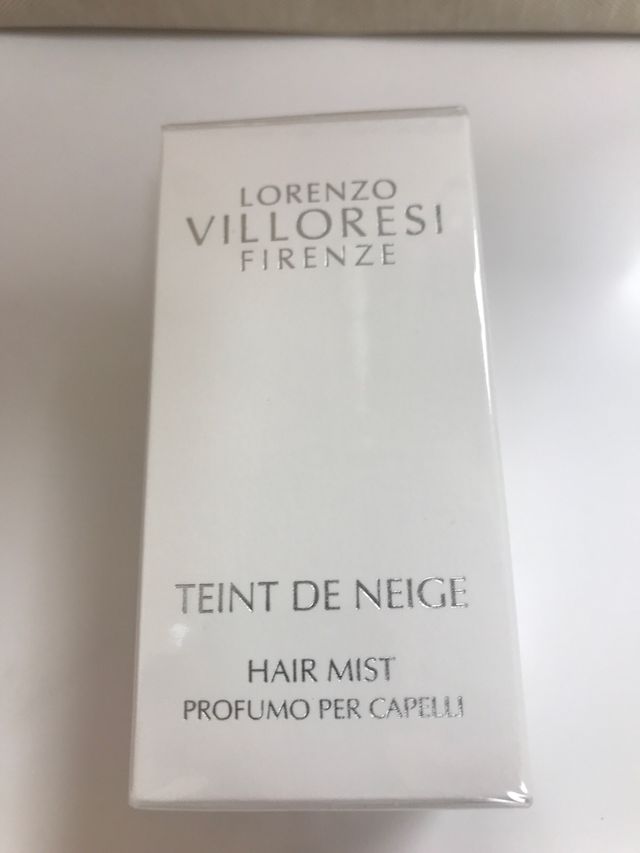 LORENZO
VILLORESI
FIRENZE
TEINT DE NEIGE
HAIR MIST
PROFUMO PER CAPELLI